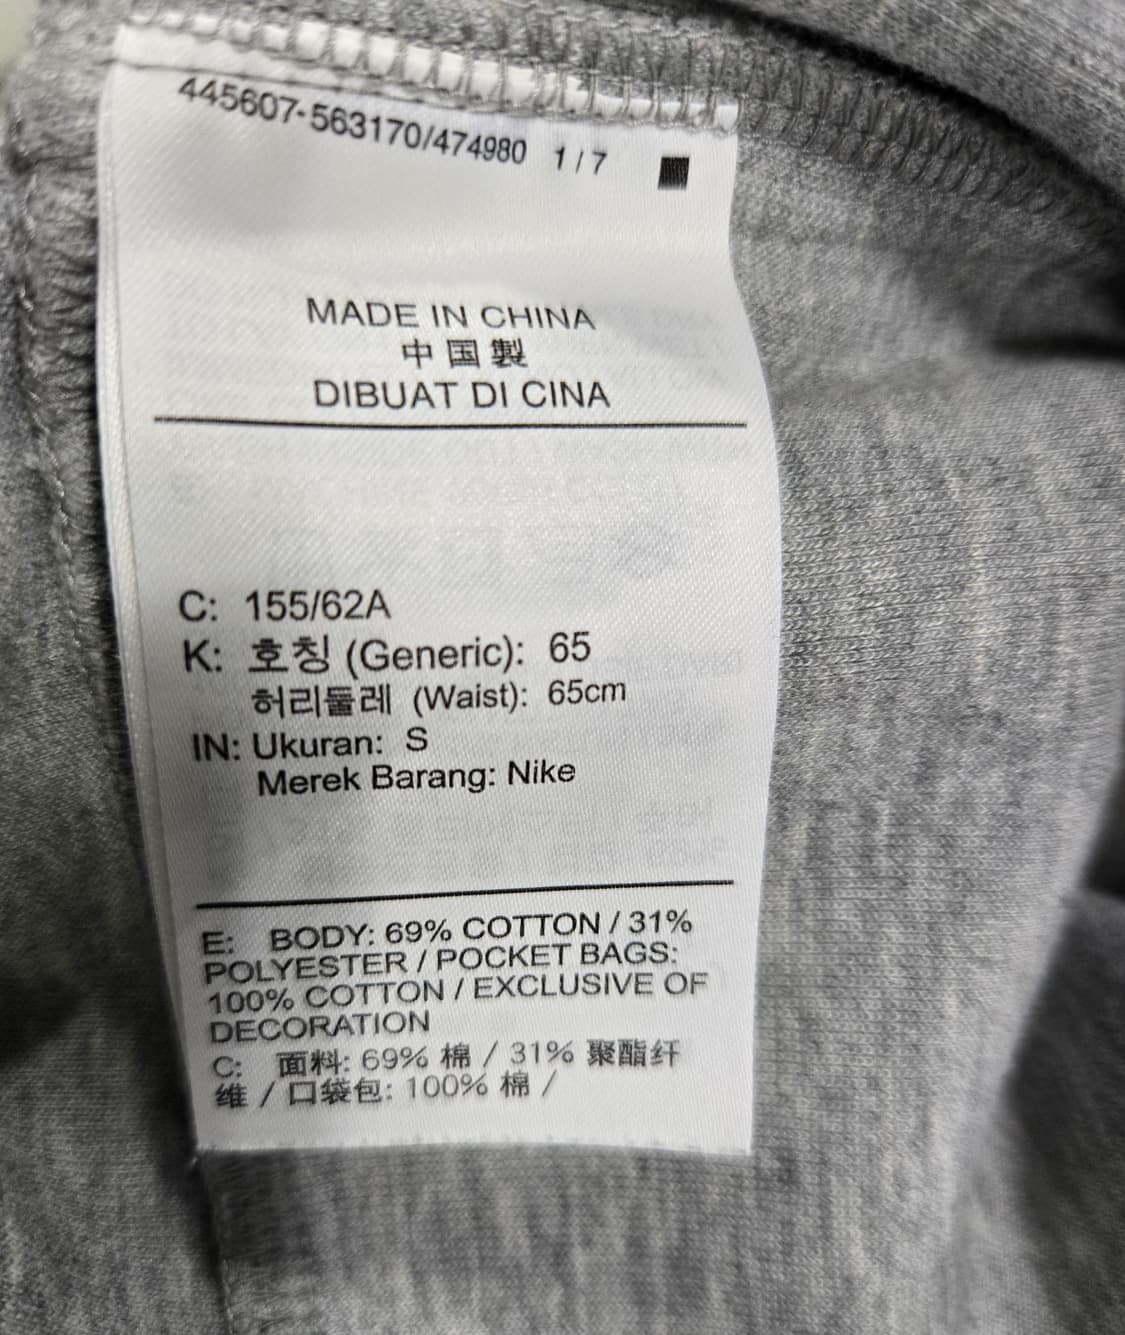 445607-563170/474980 1/7
MADE IN CHINA
中国製
DIBUAT DI CINA
C: 155/62A
K: 호칭 (Generic): 65
허리둘레 (Waist): 65cm
IN: Ukuran: S
Merek Barang: Nike
E: BODY: 69% COTTON / 31%
POLYESTER / POCKET BAGS:
100% COTTON / EXCLUSIVE OF
DECORATION
C: 面料: 69% 棉 / 31% 聚酯纤
维 / 口袋包: 100% 棉 /